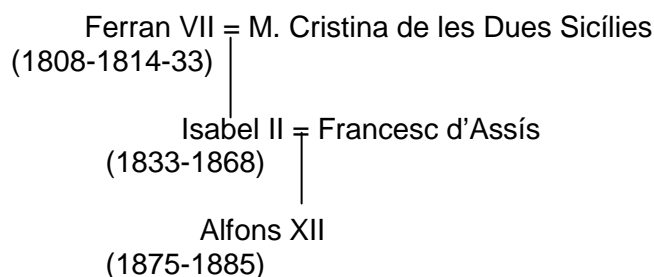 Ferran VII = M. Cristina de les Dues Sicílies
(1808-1814-33)
Isabel II = Francesc d’Assís
(1833-1868)
Alfons XII
(1875-1885)